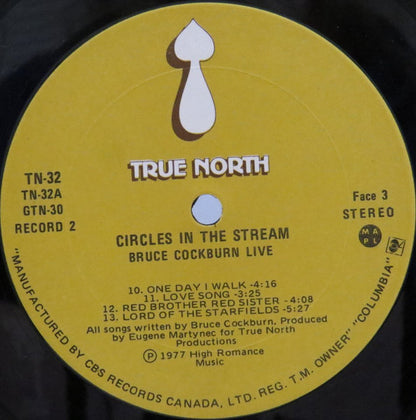 TRUE NORTH
TN-32
TN-32A
GTN-30
RECORD 2
Face 3
STEREO
MA
PL
CIRCLES IN THE STREAM
BRUCE COCKBURN LIVE
10. ONE DAY I WALK -4:16
11. LOVE SONG -3:25
12. RED BROTHER RED SISTER - 4:08
13. LORD OF THE STARFIELDS - 5:27
All songs written by Bruce Cockburn, Produced
by Eugene Martynec for True North
Productions
Ⓟ 1977 High Romance
Music
"MANUFACTURED BY CBS RECORDS CANADA, LTD. REG. T.M. OWNER" "COLUMBIA"